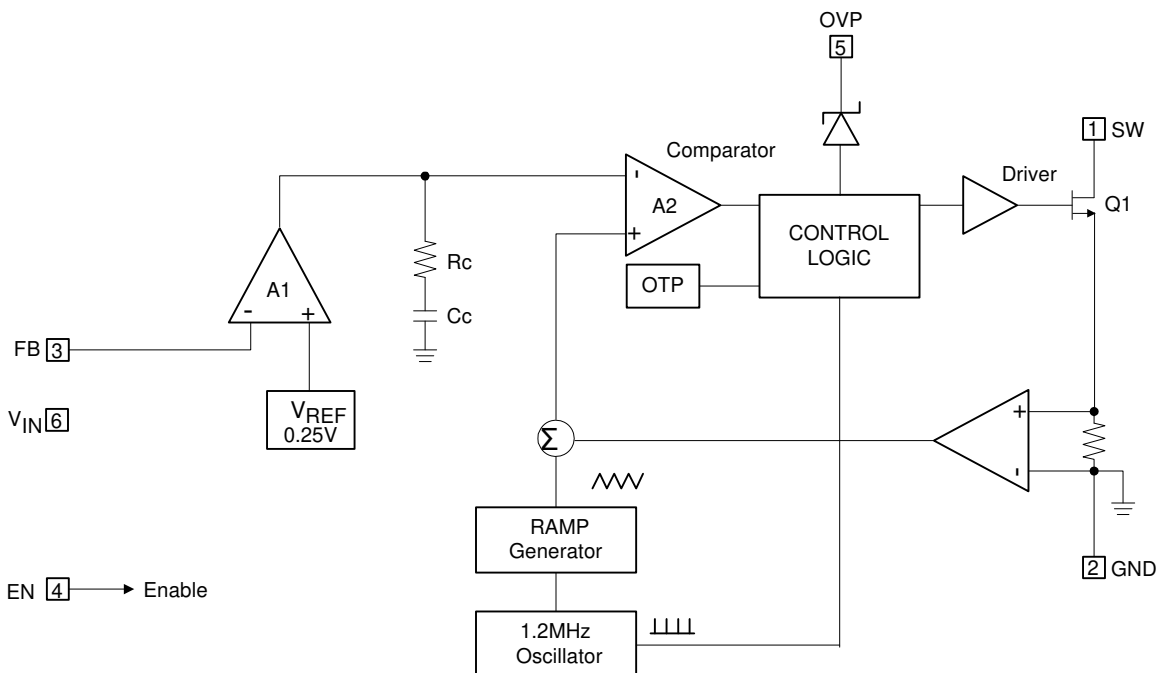 OVP
5
1 SW
Comparator
Driver
-
A2
+
Q1
CONTROL
LOGIC
OTP
Rc
Cc
A1
-
+
FB 3
VREF
0.25V
VIN 6
Σ
+
-
RAMP
Generator
2 GND
EN 4
Enable
1.2MHz
Oscillator